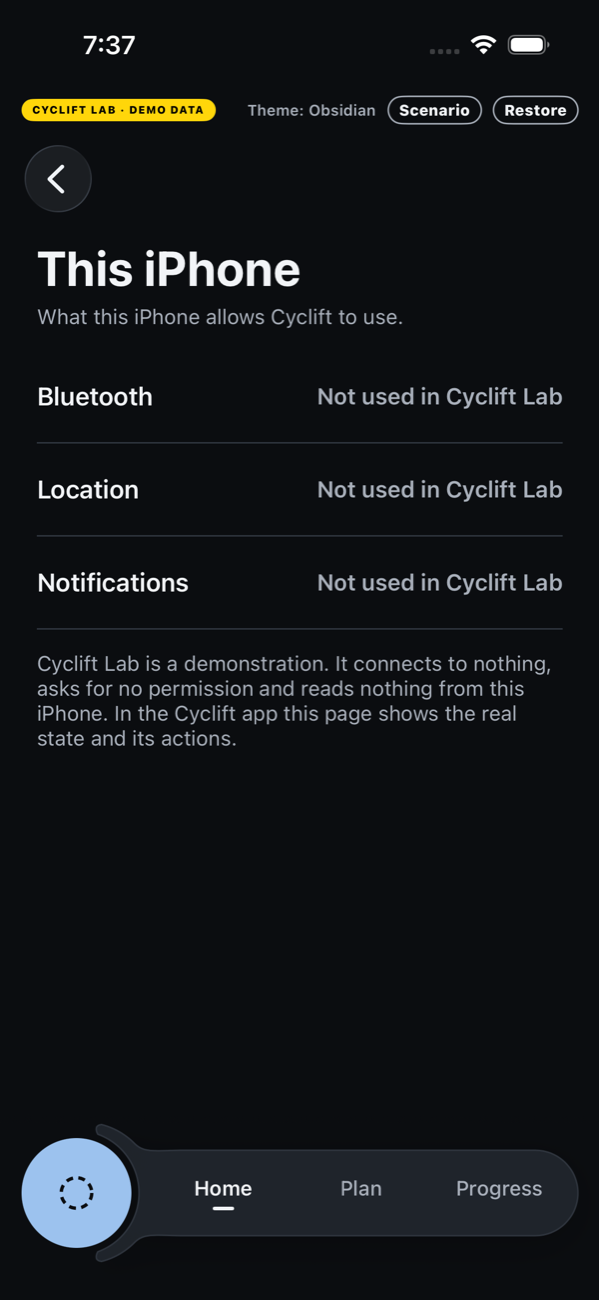 7:37
CYCLIFT LAB · DEMO DATA
Theme: Obsidian
Scenario
Restore
This iPhone
What this iPhone allows Cyclift to use.
Bluetooth Not used in Cyclift Lab
Location Not used in Cyclift Lab
Notifications Not used in Cyclift Lab
Cyclift Lab is a demonstration. It connects to nothing,
asks for no permission and reads nothing from this
iPhone. In the Cyclift app this page shows the real
state and its actions.
Home
Plan
Progress